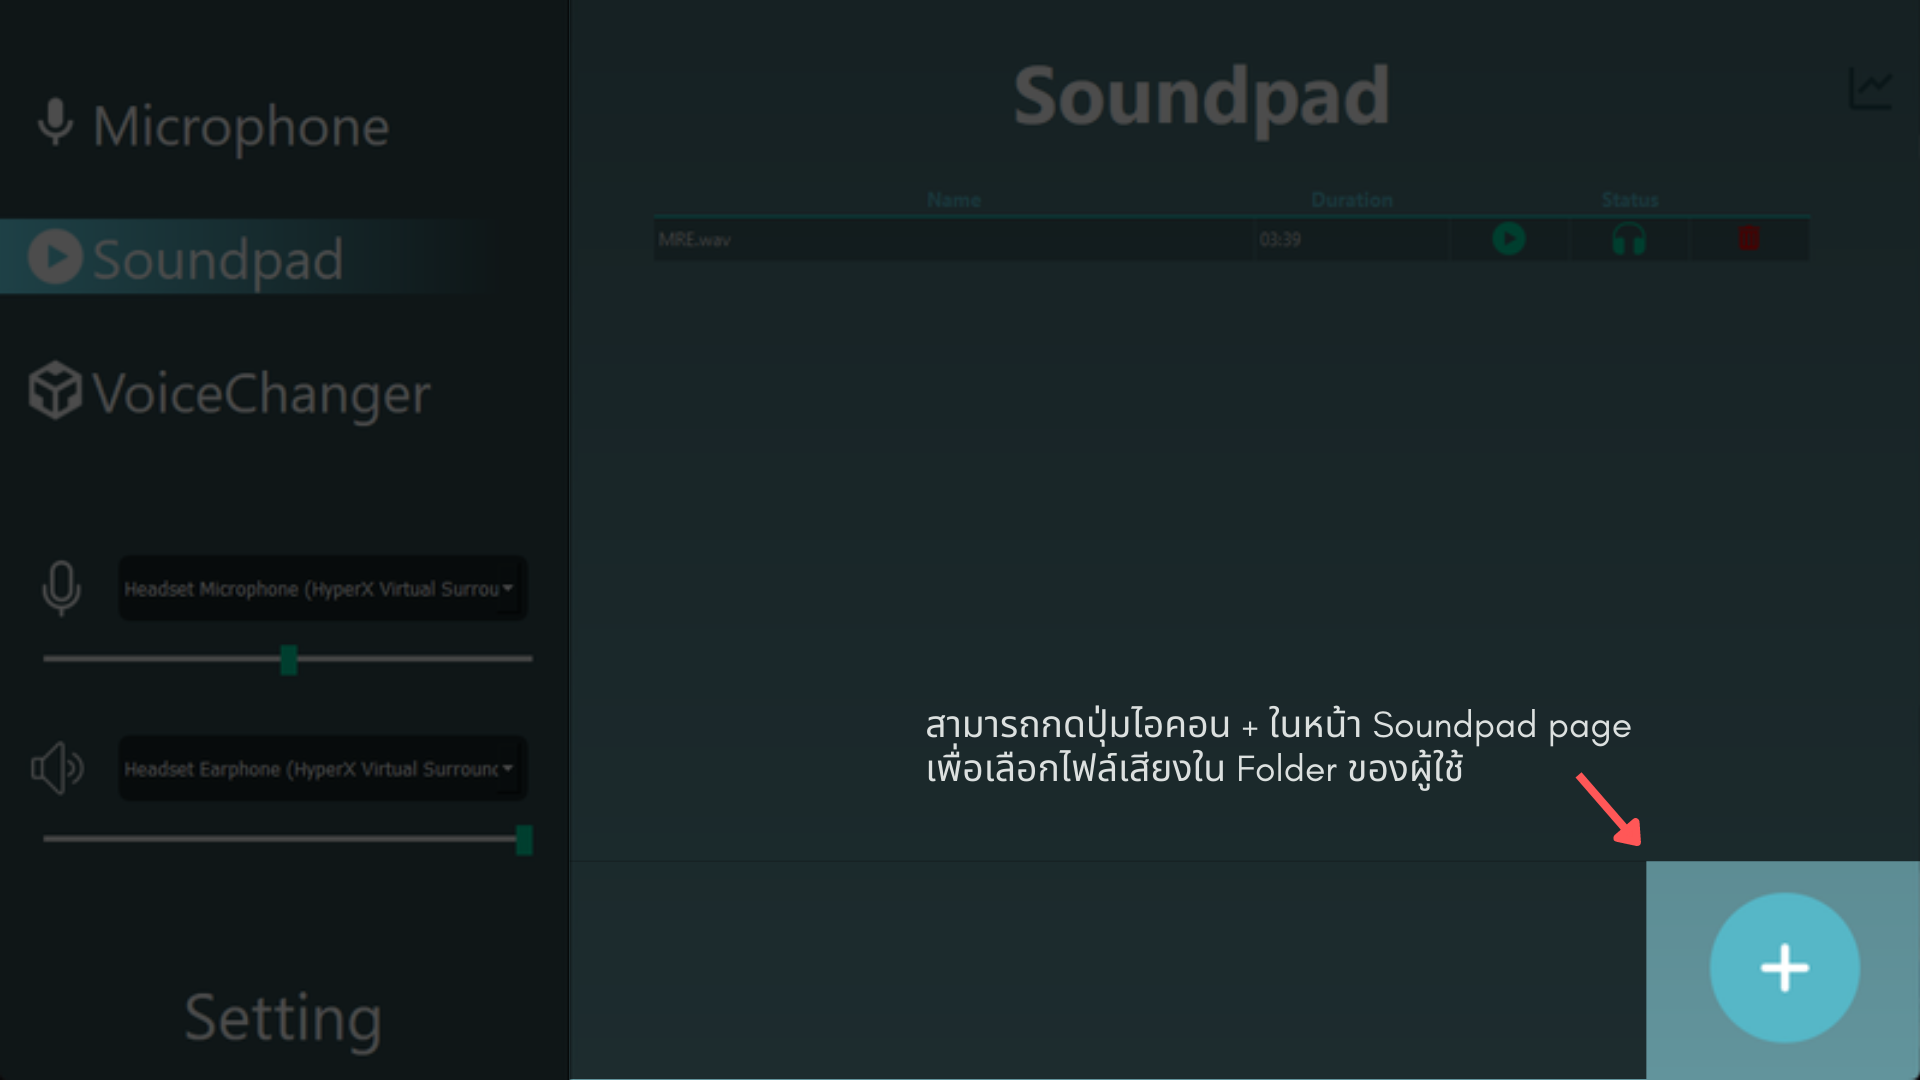 Microphone
Soundpad
VoiceChanger
Headset Microphone (HyperX Virtual Surrou
Headset Earphone (HyperX Virtual Surround
Setting
Soundpad
Name Duration Status
MRE.wav 03:39
สามารถกดปุ่มไอคอน + ในหน้า Soundpad page
เพื่อเลือกไฟล์เสียงใน Folder ของผู้ใช้